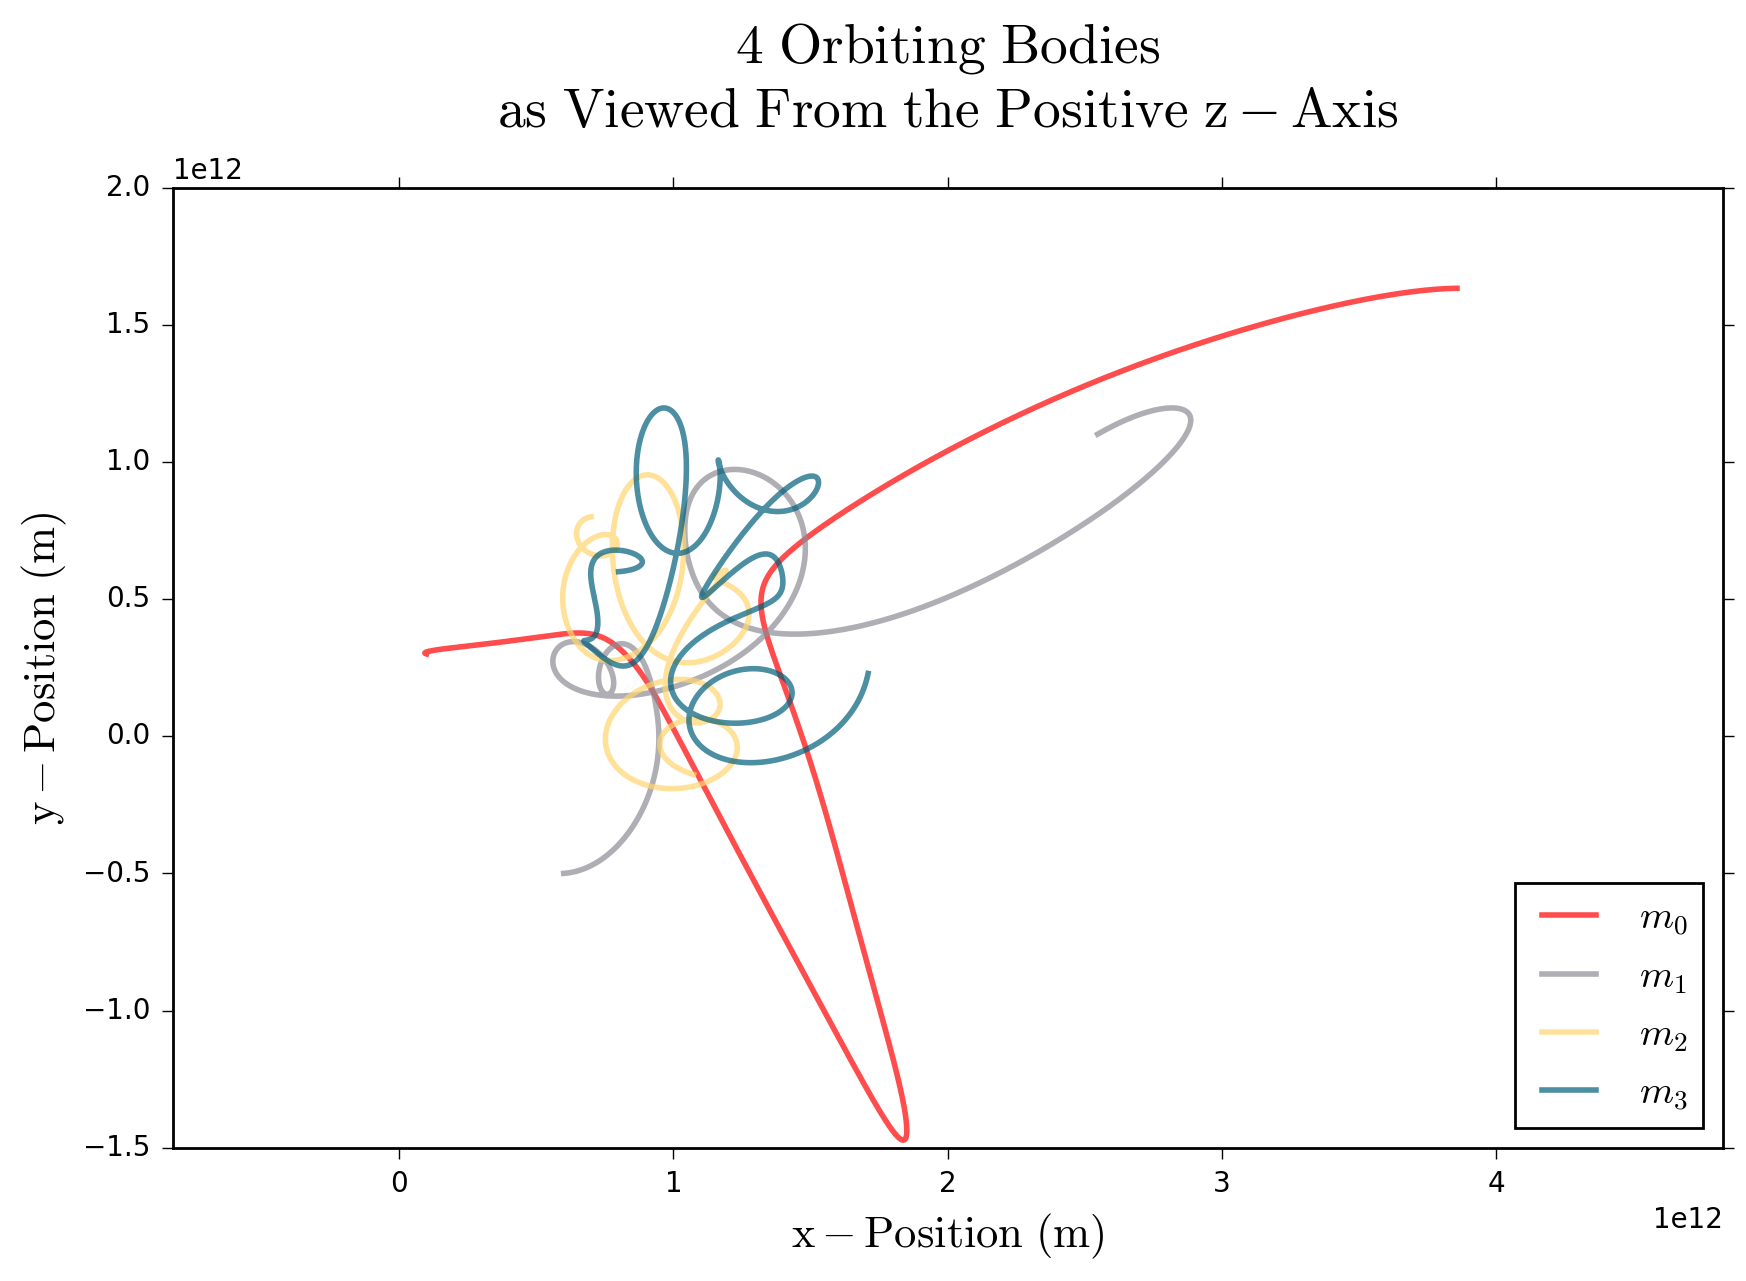 4 Orbiting Bodies
as Viewed From the Positive z − Axis
1e12
2.0
1.5
1.0
0.5
0.0
−0.5
−1.0
−1.5
y − Position (m)
0 1 2 3 4
1e12
x − Position (m)
m₀
m₁
m₂
m₃